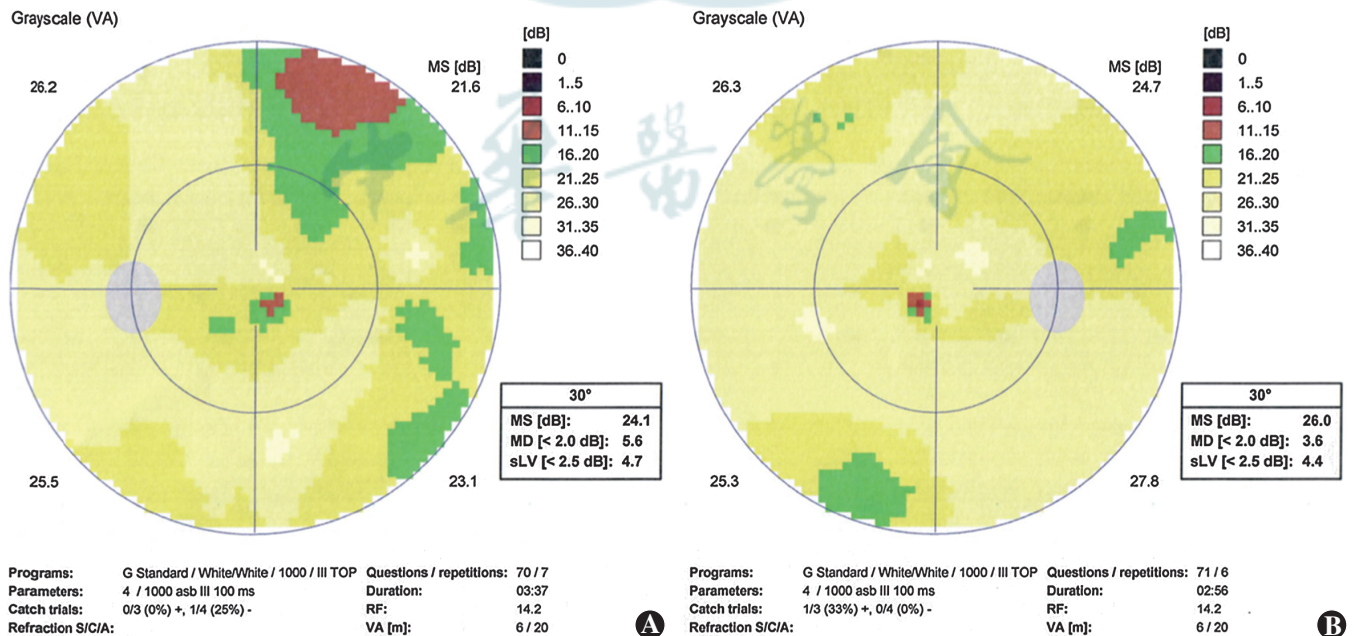 Grayscale (VA)
26.2
MS [dB]
21.6
[dB]
0
1..5
6..10
11..15
16..20
21..25
26..30
31..35
36..40
30°
MS [dB]: 24.1
MD [< 2.0 dB]: 5.6
sLV [< 2.5 dB]: 4.7
25.5
23.1
Programs: G Standard / White/White / 1000 / III TOP Questions / repetitions: 70 / 7
Parameters: 4 / 1000 asb III 100 ms Duration: 03:37
Catch trials: 0/3 (0%) +, 1/4 (25%) - RF: 14.2
Refraction S/C/A: VA [m]: 6 / 20
A
Grayscale (VA)
26.3
MS [dB]
24.7
[dB]
0
1..5
6..10
11..15
16..20
21..25
26..30
31..35
36..40
30°
MS [dB]: 26.0
MD [< 2.0 dB]: 3.6
sLV [< 2.5 dB]: 4.4
25.3
27.8
Programs: G Standard / White/White / 1000 / III TOP Questions / repetitions: 71 / 6
Parameters: 4 / 1000 asb III 100 ms Duration: 02:56
Catch trials: 1/3 (33%) +, 0/4 (0%) - RF: 14.2
Refraction S/C/A: VA [m]: 6 / 20
B
中華醫學會